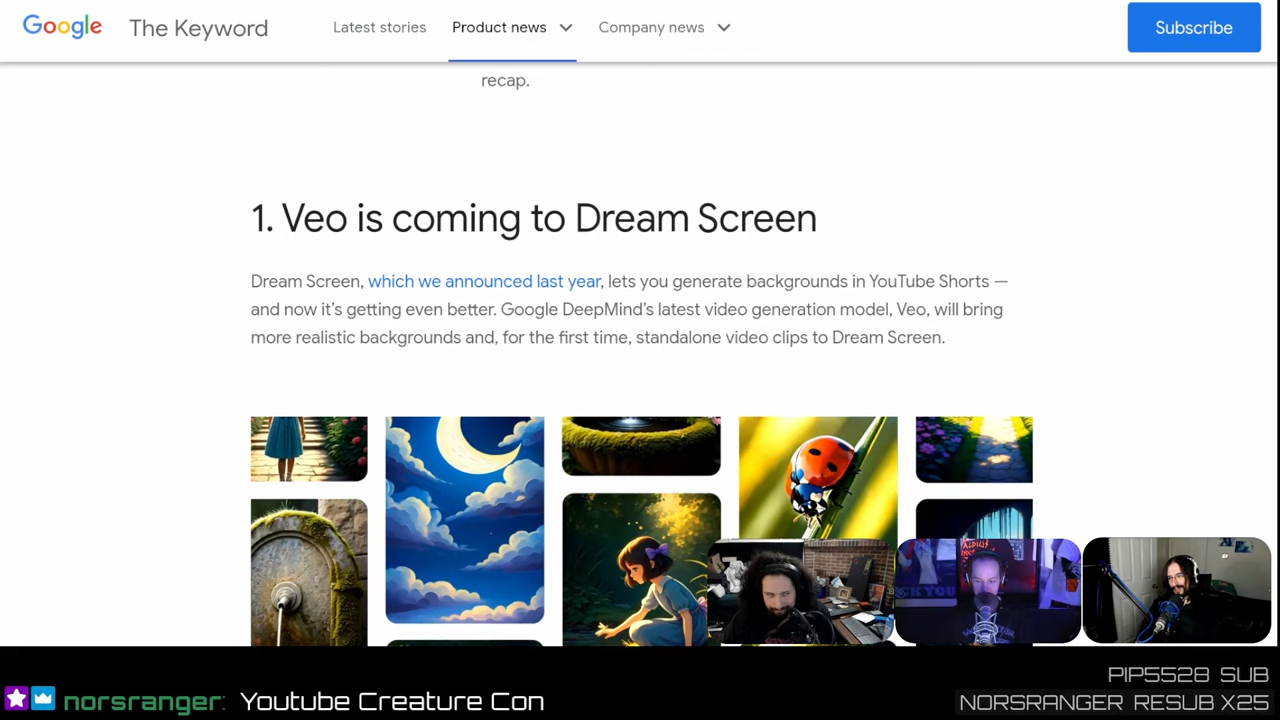 Google The Keyword Latest stories Product news Company news Subscribe
recap.
1. Veo is coming to Dream Screen
Dream Screen, which we announced last year, lets you generate backgrounds in YouTube Shorts —
and now it's getting even better. Google DeepMind's latest video generation model, Veo, will bring
more realistic backgrounds and, for the first time, standalone video clips to Dream Screen.
norsranger: Youtube Creature Con
PIP5528 SUB
NORSRANGER RESUB X25